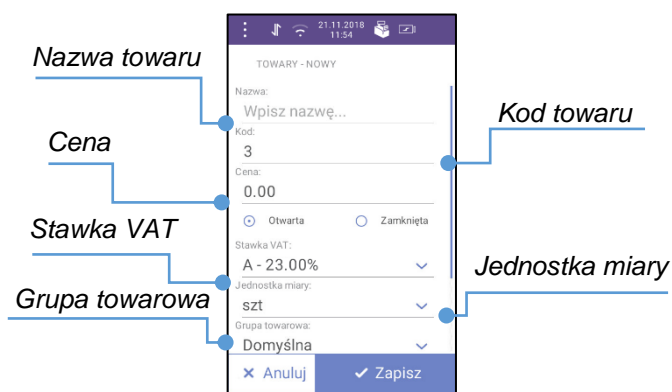 21.11.2018
11:54
TOWARY - NOWY
Nazwa towaru
Nazwa:
Wpisz nazwę...
Kod towaru
Kod:
3
Cena
Cena:
0.00
Otwarta Zamknięta
Stawka VAT
Stawka VAT:
A - 23.00%
Jednostka miary
Jednostka miary:
szt
Grupa towarowa
Grupa towarowa:
Domyślna
Anuluj Zapisz